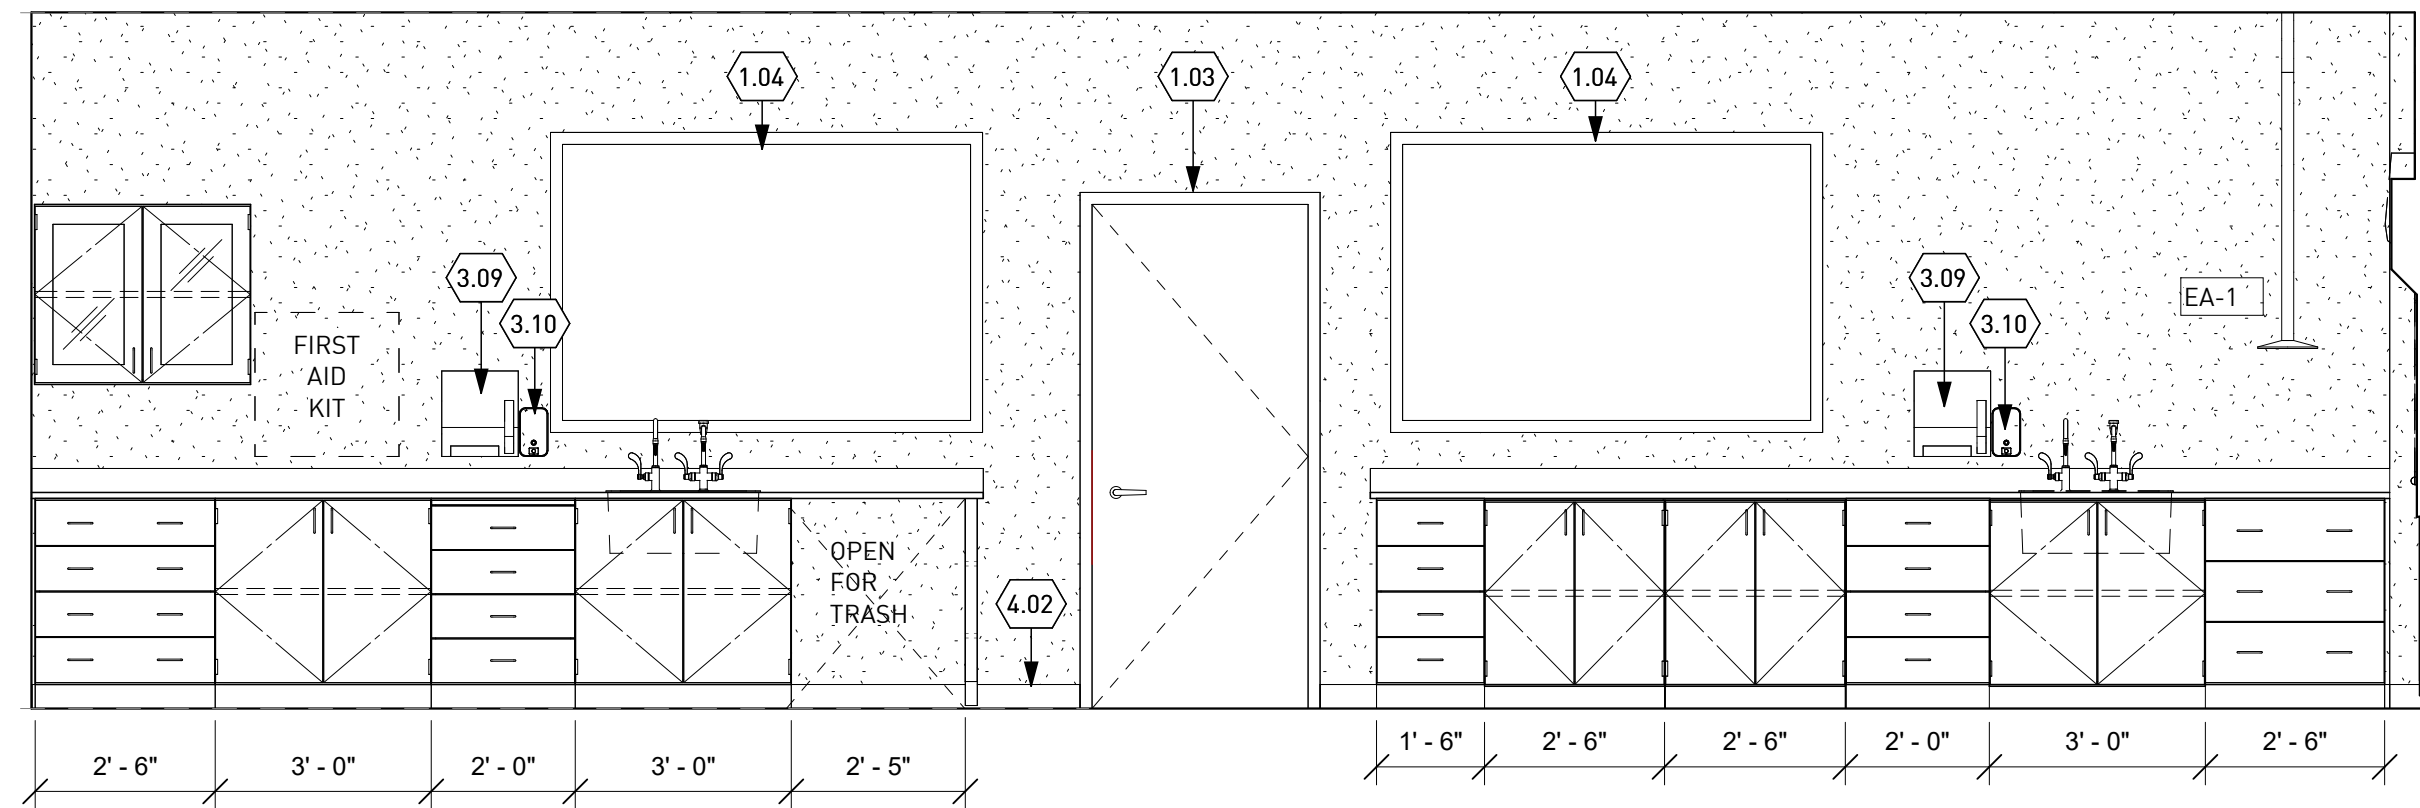 1.04
1.03
1.04
3.09
3.10
3.09
3.10
EA-1
FIRST
AID
KIT
OPEN
FOR
TRASH
4.02
2' - 6"
3' - 0"
2' - 0"
3' - 0"
2' - 5"
1' - 6"
2' - 6"
2' - 6"
2' - 0"
3' - 0"
2' - 6"